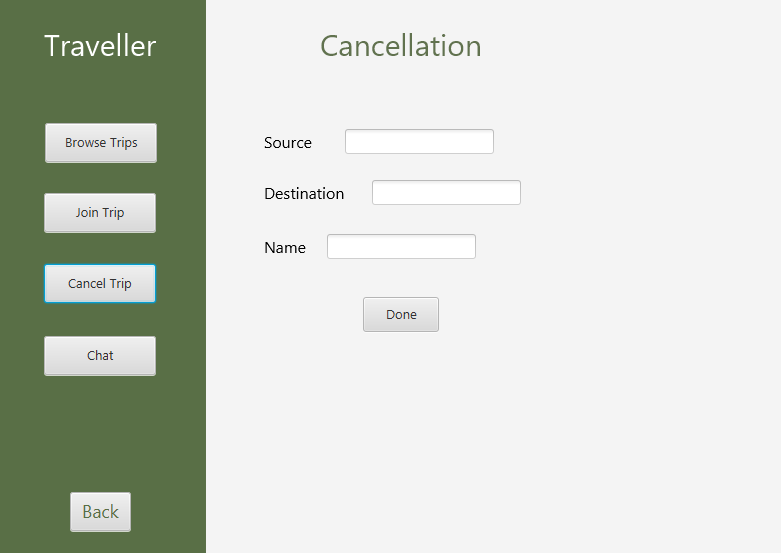 Traveller
Browse Trips
Join Trip
Cancel Trip
Chat
Back
Cancellation
Source
Destination
Name
Done